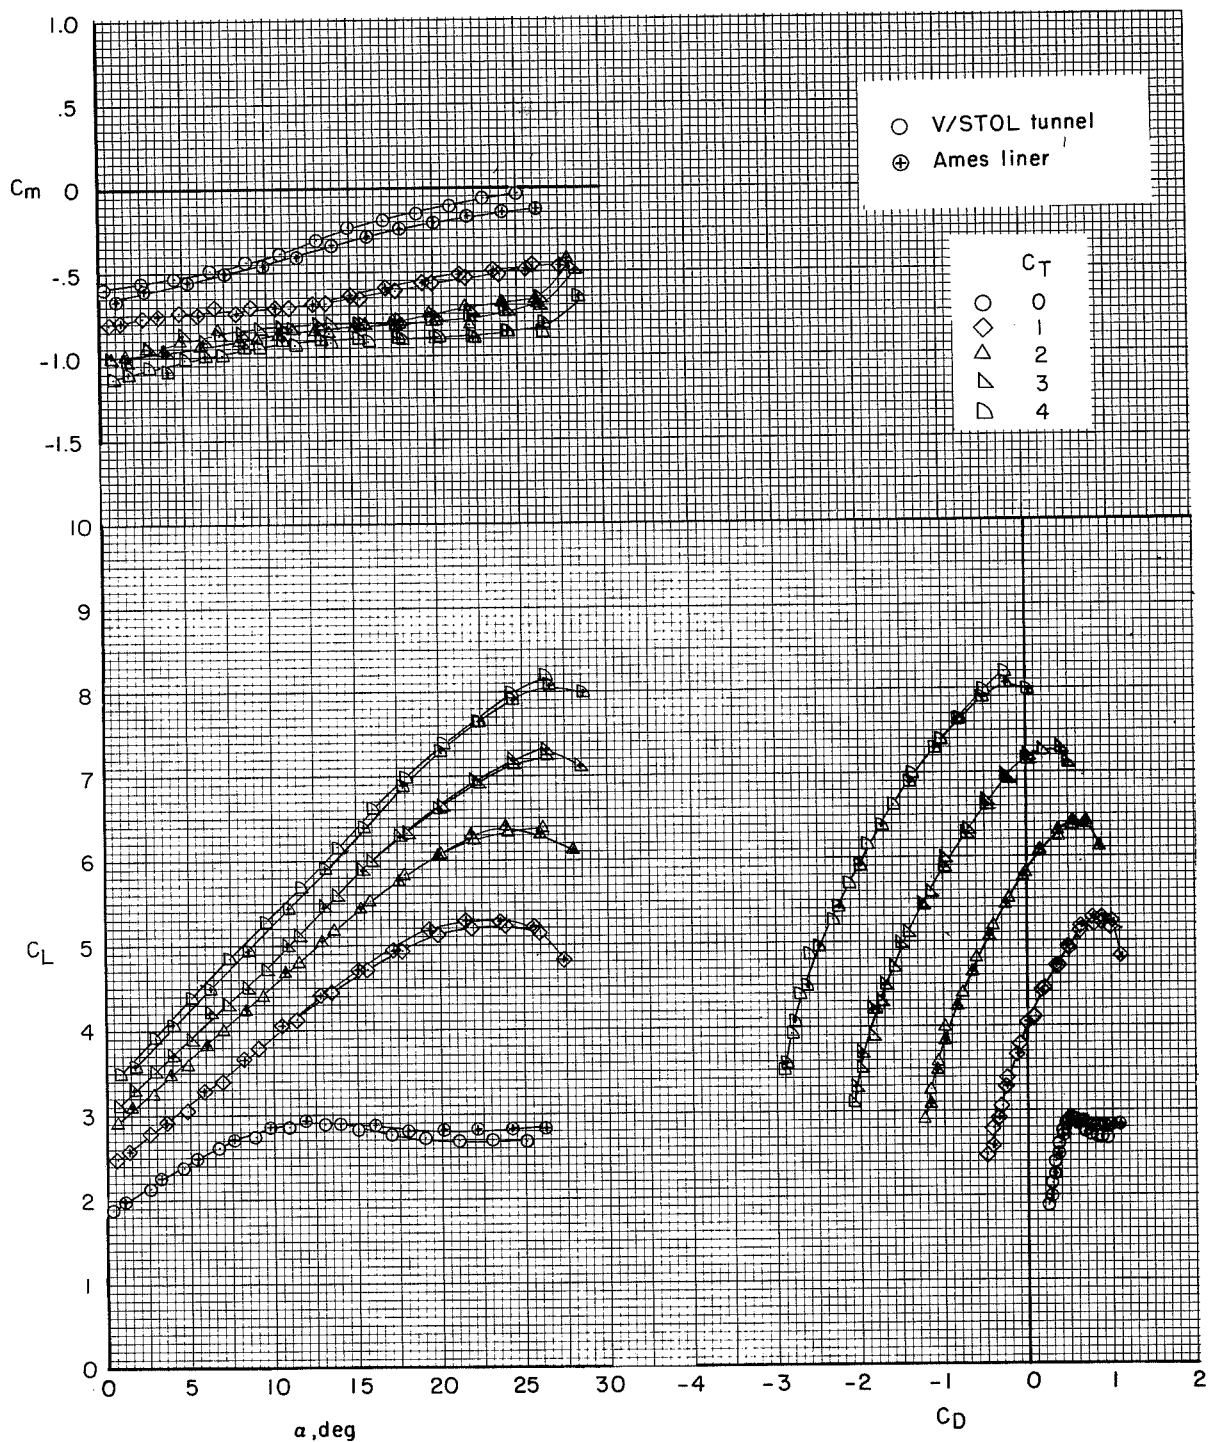 1.0
.5
Cm 0
-.5
-1.0
-1.5
○ V/STOL tunnel
⊕ Ames liner
CT
○ 0
◇ 1
△ 2
◺ 3
D 4
10
9
8
7
6
CL 5
4
3
2
1
0
0 5 10 15 20 25 30 -4 -3 -2 -1 0 1 2
α, deg CD